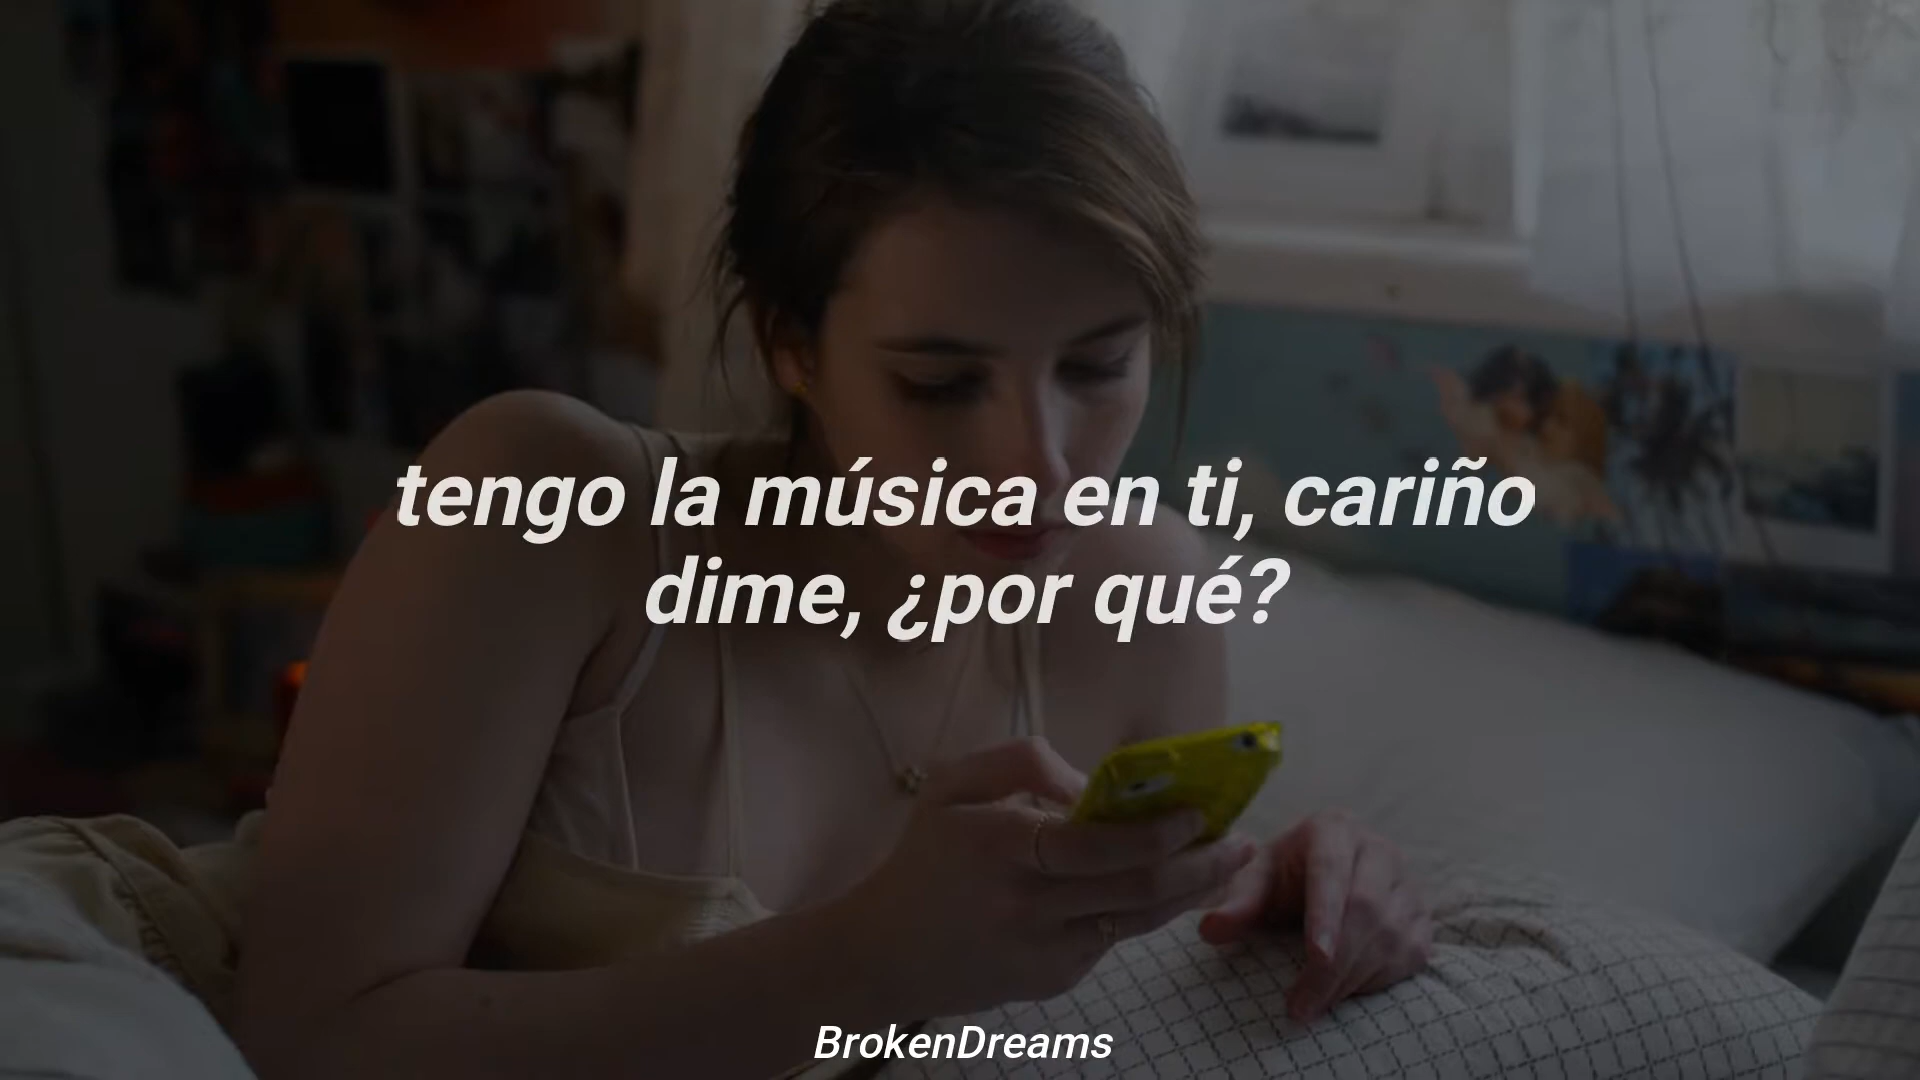 tengo la música en ti, cariño
dime, ¿por qué?
BrokenDreams